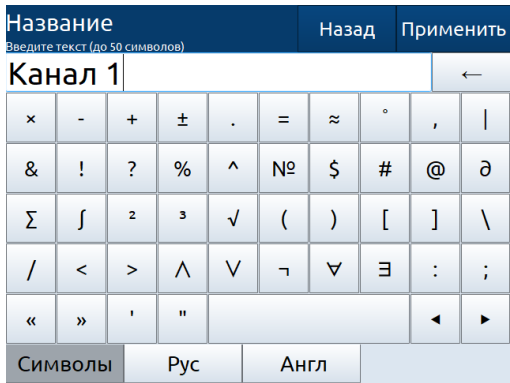 Название
Назад
Применить
Введите текст (до 50 символов)
Канал 1
←
× - + ± . = ≈ ° , |
& ! ? % ^ № $ # @ ∂
Σ ∫ ² ³ √ ( ) [ ] \
/ < > ⋀ ⋁ ¬ ∀ ∃ : ;
« » ' " ◄ ►
Символы Рус Англ